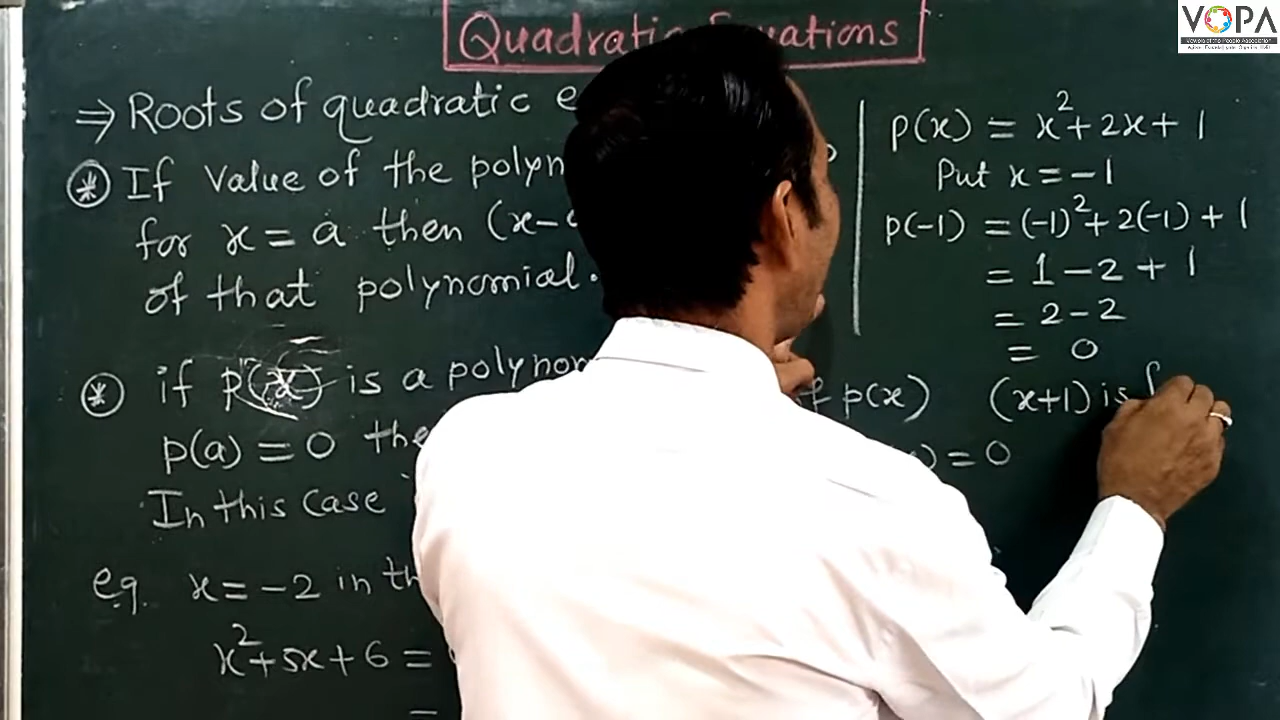 VOPA
Quadratic Equations
⇒ Roots of quadratic e
If value of the polyn
for x = a then (x-
of that polynomial.
if p(x) is a polynom
f p(x)
p(a) = 0 the
) = 0
In this case
e.g. x = -2 in th
x²+5x+6 =
=
p(x) = x²+2x+1
Put x = -1
p(-1) = (-1)²+2(-1)+1
= 1-2+1
= 2-2
= 0
(x+1) is f